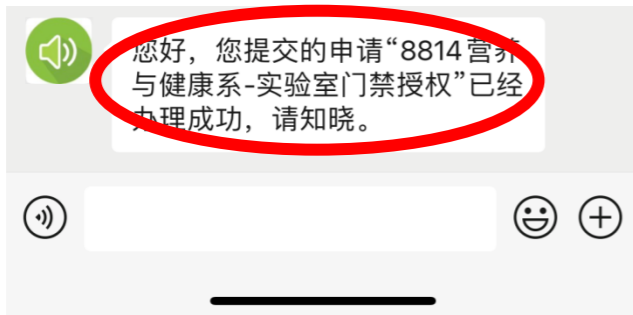 您好，您提交的申请“8814营养
与健康系-实验室门禁授权”已经
办理成功，请知晓。